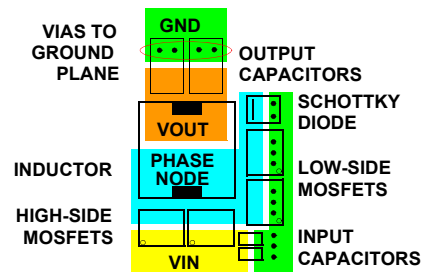 GND
VIAS TO
GROUND
PLANE
OUTPUT
CAPACITORS
SCHOTTKY
DIODE
VOUT
PHASE
NODE
INDUCTOR
LOW-SIDE
MOSFETS
HIGH-SIDE
MOSFETS
INPUT
CAPACITORS
VIN